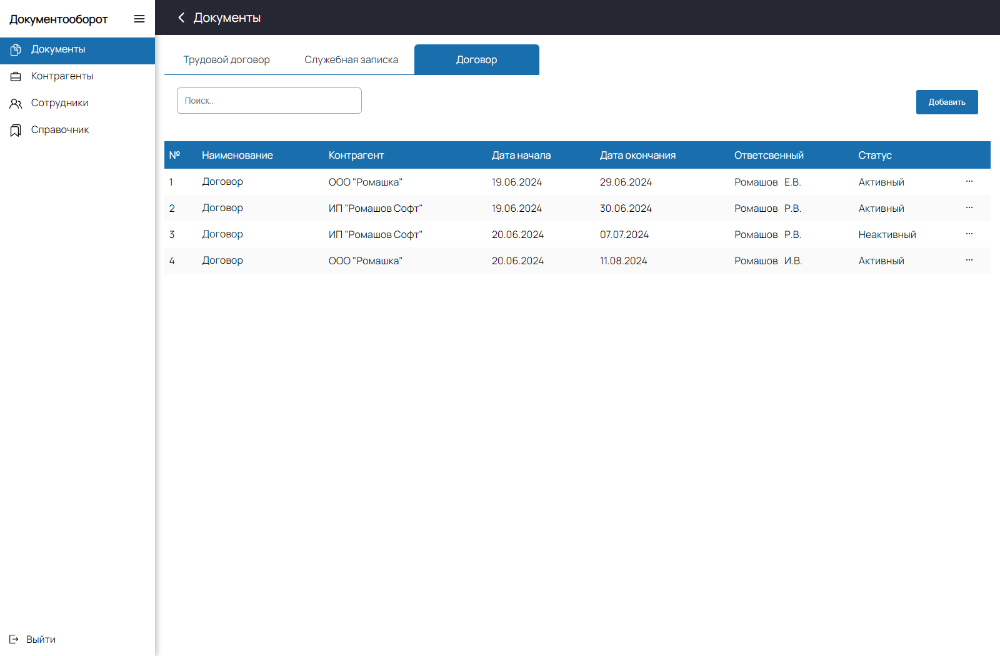 Документооборот
Документы
Контрагенты
Сотрудники
Справочник
Выйти
Документы
Трудовой договор Служебная записка Договор
Поиск..
Добавить
№ Наименование Контрагент Дата начала Дата окончания Ответсвенный Статус
1 Договор ООО "Ромашка" 19.06.2024 29.06.2024 Ромашов Е.В. Активный ...
2 Договор ИП "Ромашов Софт" 19.06.2024 30.06.2024 Ромашов Р.В. Активный ...
3 Договор ИП "Ромашов Софт" 20.06.2024 07.07.2024 Ромашов Р.В. Неактивный ...
4 Договор ООО "Ромашка" 20.06.2024 11.08.2024 Ромашов И.В. Активный ...